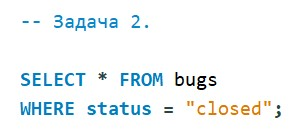 -- Задача 2.
SELECT * FROM bugs
WHERE status = "closed";